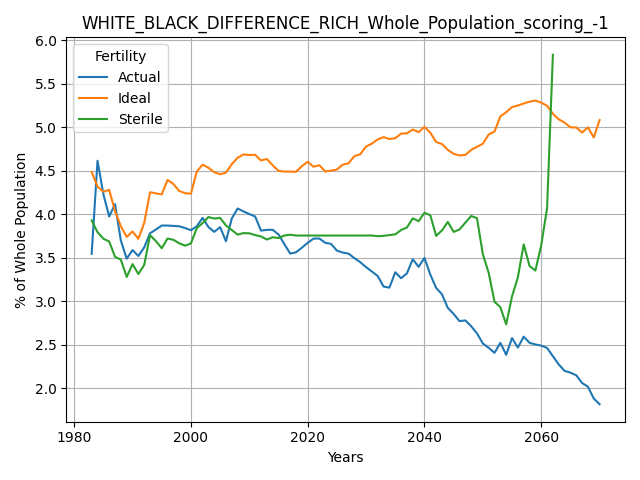 WHITE_BLACK_DIFFERENCE_RICH_Whole_Population_scoring_-1
6.0
5.5
5.0
4.5
4.0
3.5
3.0
2.5
2.0
% of Whole Population
Fertility
Actual
Ideal
Sterile
1980 2000 2020 2040 2060
Years